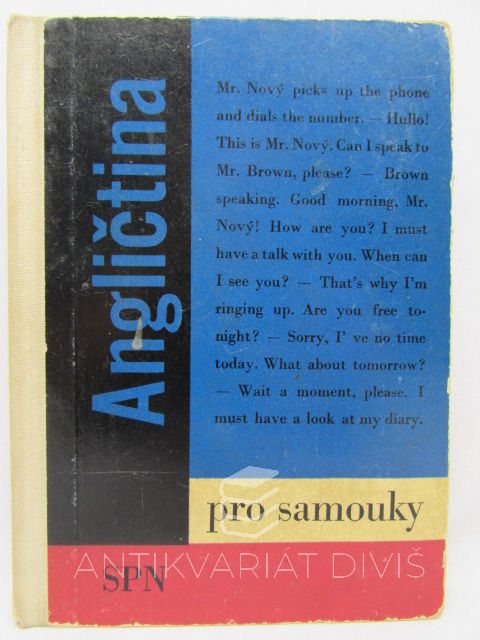 Angličtina
Mr. Nový picks up the phone
and dials the number. — Hullo!
This is Mr. Nový. Can I speak to
Mr. Brown, please? — Brown
speaking. Good morning, Mr.
Nový! How are you? I must
have a talk with you. When can
I see you? — That's why I'm
ringing up. Are you free to-
night? — Sorry, I' ve no time
today. What about tomorrow?
— Wait a moment, please. I
must have a look at my diary.
pro samouky
SPN
ANTIKVARIÁT DIVIŠ